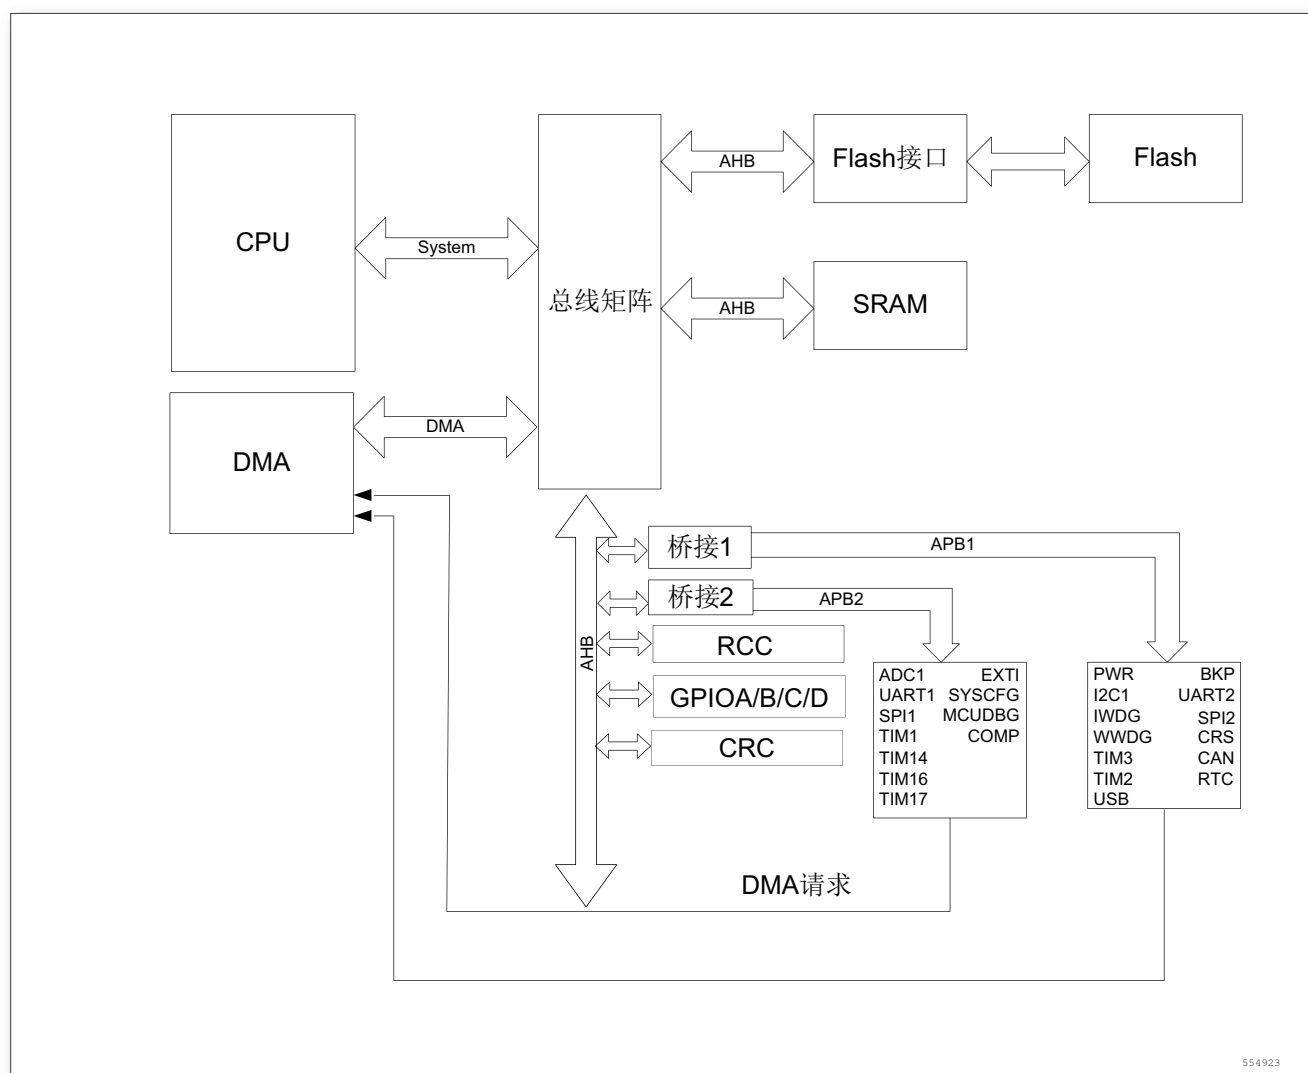 CPU
System
总线矩阵
AHB
Flash接口
Flash
AHB
SRAM
DMA
DMA
桥接1
APB1
桥接2
APB2
AHB
RCC
GPIOA/B/C/D
CRC
ADC1 EXTI
UART1 SYSCFG
SPI1 MCUDBG
TIM1 COMP
TIM14
TIM16
TIM17
PWR BKP
I2C1 UART2
IWDG SPI2
WWDG CRS
TIM3 CAN
TIM2 RTC
USB
DMA请求
554923